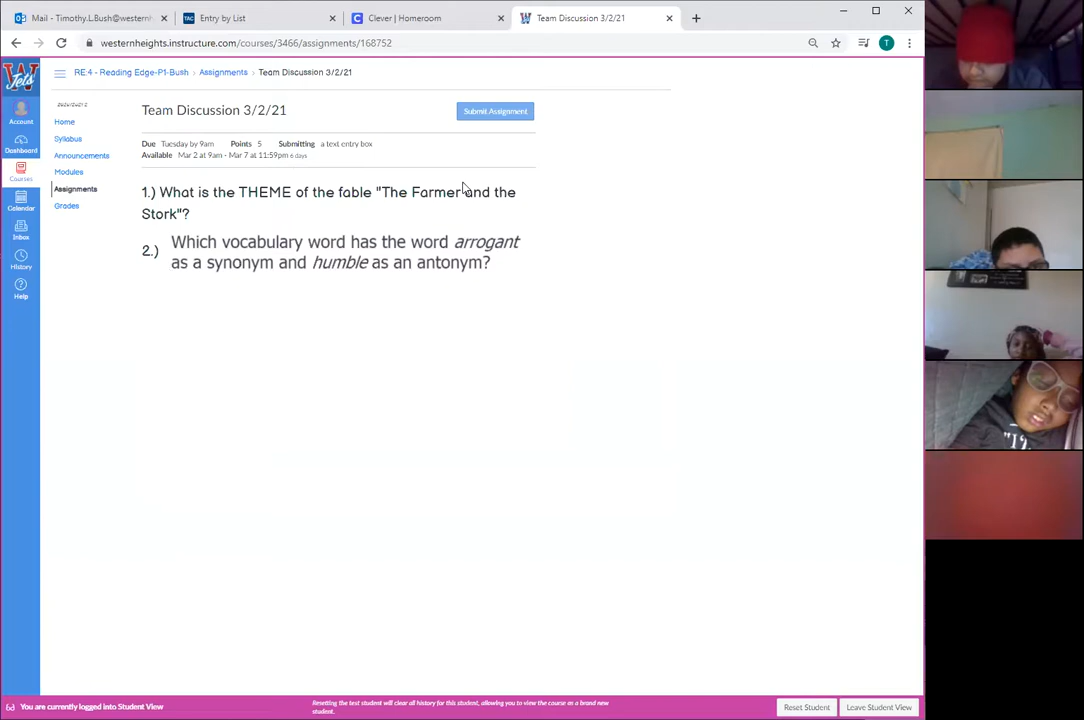 Mail - Timothy.L.Bush@western
Entry by List
Clever | Homeroom
Team Discussion 3/2/21
westernheights.instructure.com/courses/3466/assignments/168752
T
Jets
Account
Dashboard
Courses
Calendar
Inbox
History
Help
RE:4 - Reading Edge-P1-Bush > Assignments > Team Discussion 3/2/21
Home
Syllabus
Announcements
Modules
Assignments
Grades
Team Discussion 3/2/21
Submit Assignment
Due Tuesday by 9am Points 5 Submitting a text entry box
Available Mar 2 at 9am - Mar 7 at 11:59pm 6 days
1.) What is the THEME of the fable "The Farmer and the
Stork"?
2.) Which vocabulary word has the word arrogant
as a synonym and humble as an antonym?
You are currently logged into Student View
Resetting the test student will clear all history for this student, allowing you to view the course as a brand new
student.
Reset Student
Leave Student View